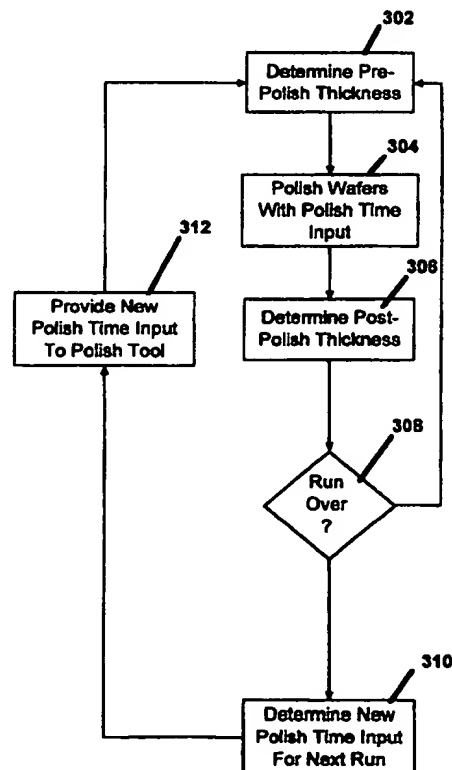 302
Determine Pre-
Polish Thickness
304
Polish Wafers
With Polish Time
Input
312
Provide New
Polish Time Input
To Polish Tool
306
Determine Post-
Polish Thickness
308
Run
Over
?
310
Determine New
Polish Time Input
For Next Run